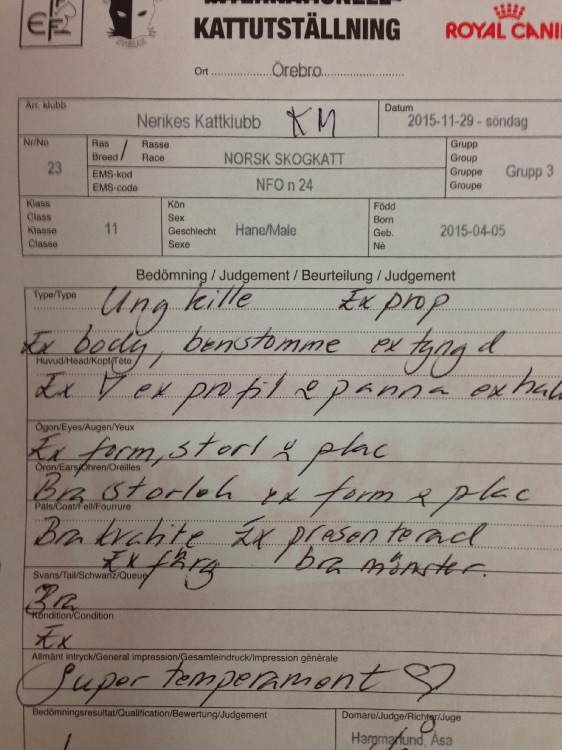 INTERNATIONELL
KATTUTSTÄLLNING
ROYAL CANI
Ort Örebro
Arr. klubb
Nerikes Kattklubb KM
Datum
2015-11-29 - söndag
Nr/No
23
Ras Rasse
Breed Race
NORSK SKOGKATT
EMS-kod
EMS-code
NFO n 24
Grupp
Group
Gruppe
Groupe
Grupp 3
Klass
Class
Klasse
Classe
11
Kön
Sex
Geschlecht
Sexe
Hane/Male
Född
Born
Geb.
Né
2015-04-05
Bedömning / Judgement / Beurteilung / Judgement
Type/Type
Ung kille Ex prop
Ex body, benstomme ex tyngd
Huvud/Head/Kopf/Tête
Ex ex profil & panna ex hak
Ögon/Eyes/Augen/Yeux
Ex form, storl & plac
Öron/Ears/Ohren/Oreilles
Bra storlek ex form & plac
Päls/Coat/Fell/Fourrure
Bra kvalite Ex presenterad
Ex färg bra mönster.
Svans/Tail/Schwanz/Queue
Bra
Kondition/Condition
Ex
Allmänt intryck/General impression/Gesamteindruck/Impression générale
Super temperament
Bedömningsresultat/Qualification/Bewertung/Judgement
Domare/Judge/Richter/Juge
Hammarlund, Åsa